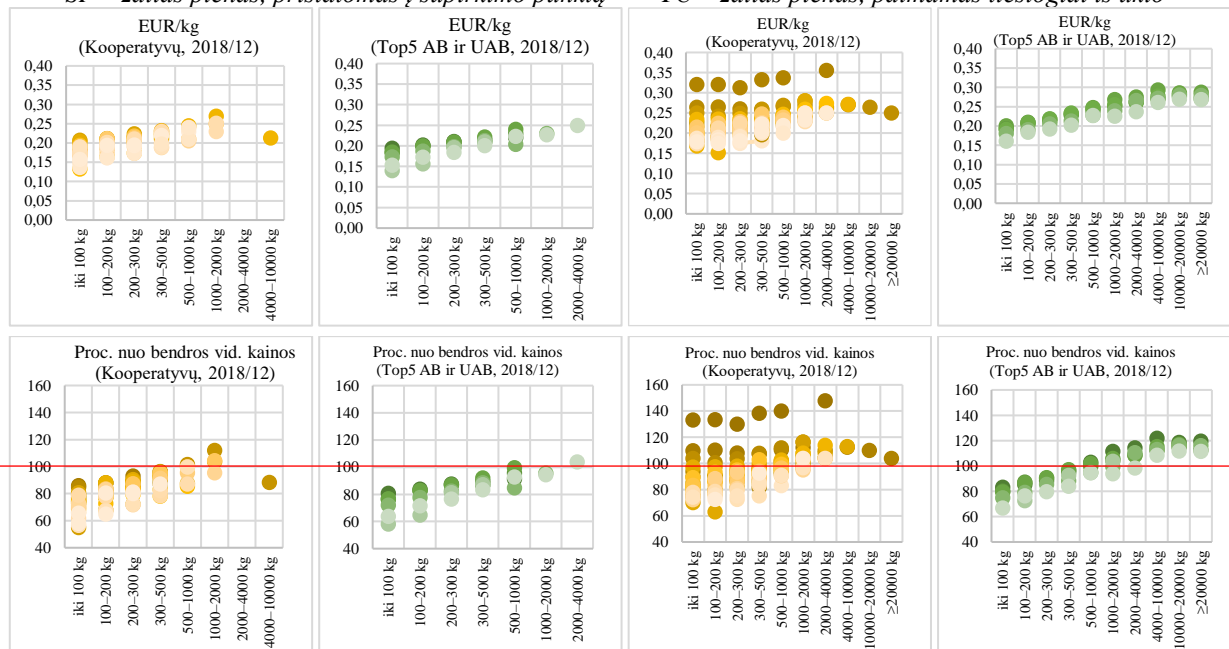 žalias pienas, pristatomas į supirkimo punktą
žalias pienas, paimamas tiesiogiai iš ūkio
EUR/kg
(Kooperatyvų, 2018/12)
0,40
0,35
0,30
0,25
0,20
0,15
0,10
0,05
0,00
iki 100 kg
100–200 kg
200–300 kg
300–500 kg
500–1000 kg
1000–2000 kg
2000–4000 kg
4000–10000 kg
EUR/kg
(Top5 AB ir UAB, 2018/12)
0,40
0,35
0,30
0,25
0,20
0,15
0,10
0,05
0,00
iki 100 kg
100–200 kg
200–300 kg
300–500 kg
500–1000 kg
1000–2000 kg
2000–4000 kg
EUR/kg
(Kooperatyvų, 2018/12)
0,40
0,35
0,30
0,25
0,20
0,15
0,10
0,05
0,00
iki 100 kg
100–200 kg
200–300 kg
300–500 kg
500–1000 kg
1000–2000 kg
2000–4000 kg
4000–10000 kg
10000–20000 kg
≥20000 kg
EUR/kg
(Top5 AB ir UAB, 2018/12)
0,40
0,35
0,30
0,25
0,20
0,15
0,10
0,05
0,00
iki 100 kg
100–200 kg
200–300 kg
300–500 kg
500–1000 kg
1000–2000 kg
2000–4000 kg
4000–10000 kg
10000–20000 kg
≥20000 kg
Proc. nuo bendros vid. kainos
(Kooperatyvų, 2018/12)
160
140
120
100
80
60
40
iki 100 kg
100–200 kg
200–300 kg
300–500 kg
500–1000 kg
1000–2000 kg
2000–4000 kg
4000–10000 kg
Proc. nuo bendros vid. kainos
(Top5 AB ir UAB, 2018/12)
160
140
120
100
80
60
40
iki 100 kg
100–200 kg
200–300 kg
300–500 kg
500–1000 kg
1000–2000 kg
2000–4000 kg
Proc. nuo bendros vid. kainos
(Kooperatyvų, 2018/12)
160
140
120
100
80
60
40
iki 100 kg
100–200 kg
200–300 kg
300–500 kg
500–1000 kg
1000–2000 kg
2000–4000 kg
4000–10000 kg
10000–20000 kg
≥20000 kg
Proc. nuo bendros vid. kainos
(Top5 AB ir UAB, 2018/12)
160
140
120
100
80
60
40
iki 100 kg
100–200 kg
200–300 kg
300–500 kg
500–1000 kg
1000–2000 kg
2000–4000 kg
4000–10000 kg
10000–20000 kg
≥20000 kg